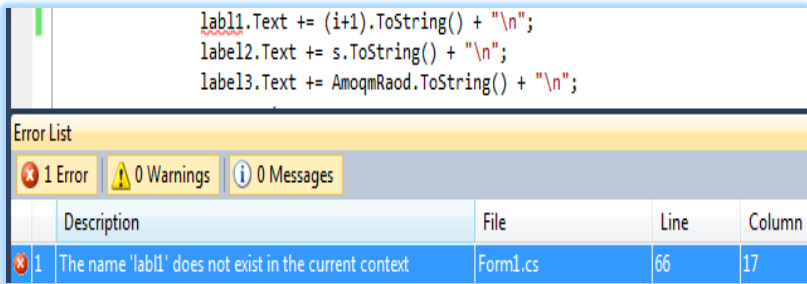 labl1.Text += (i+1).ToString() + "\n";
label2.Text += s.ToString() + "\n";
label3.Text += AmoqmRaod.ToString() + "\n";
Error List
1 Error 0 Warnings 0 Messages
Description File Line Column
1 The name 'labl1' does not exist in the current context Form1.cs 66 17